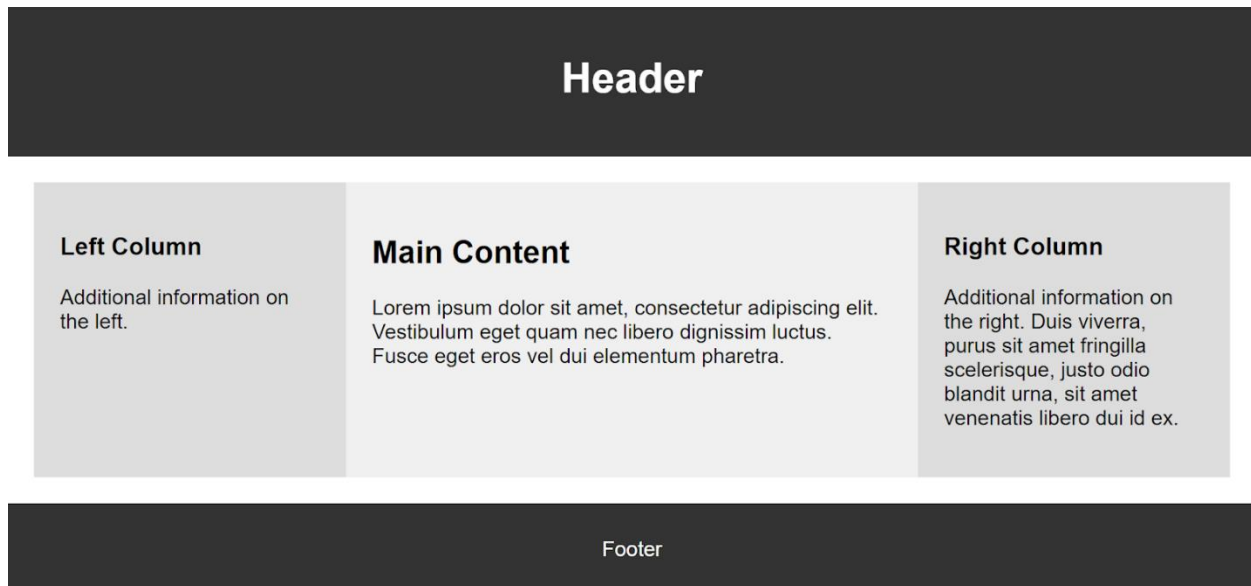 Header
Left Column
Additional information on
the left.
Main Content
Lorem ipsum dolor sit amet, consectetur adipiscing elit.
Vestibulum eget quam nec libero dignissim luctus.
Fusce eget eros vel dui elementum pharetra.
Right Column
Additional information on
the right. Duis viverra,
purus sit amet fringilla
scelerisque, justo odio
blandit urna, sit amet
venenatis libero dui id ex.
Footer